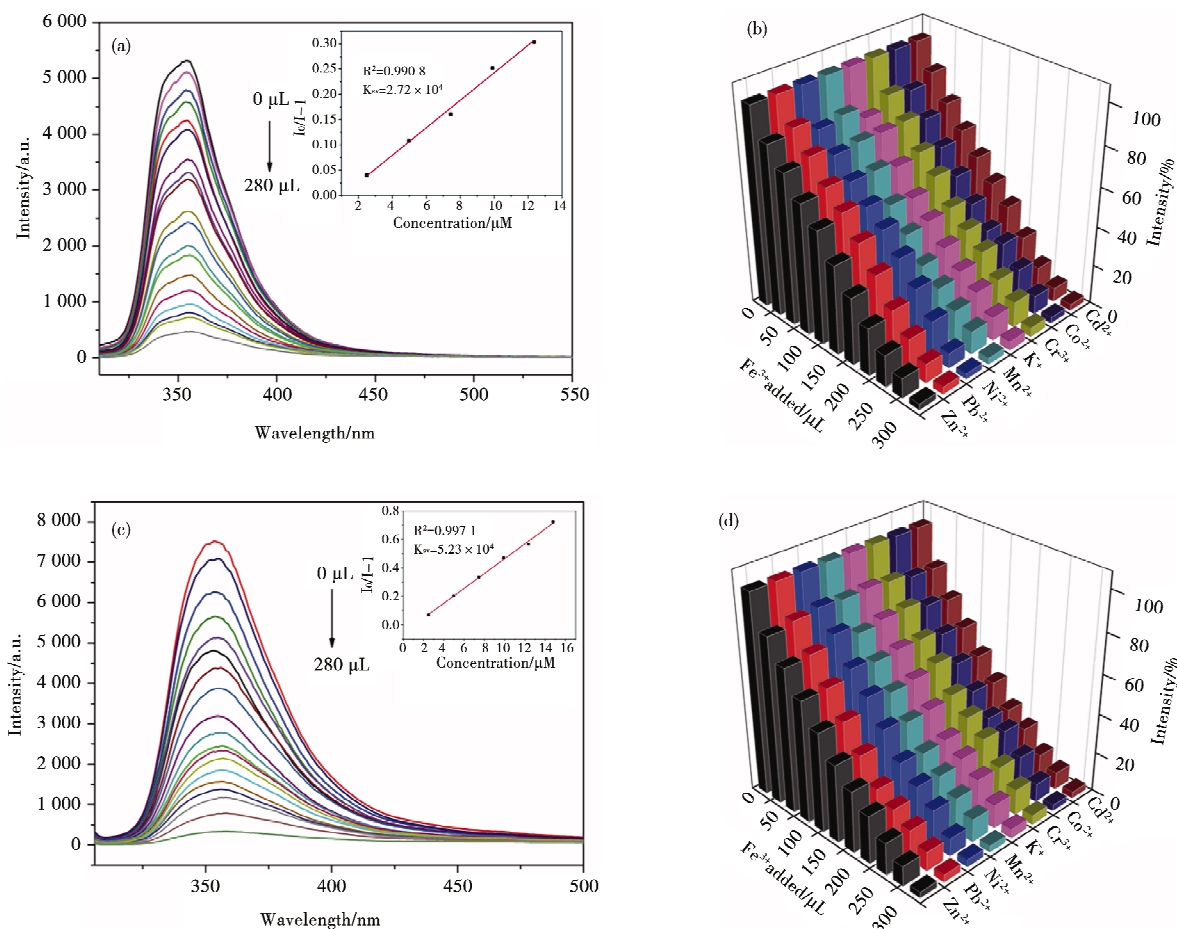 (a)
6 000
5 000
4 000
3 000
2 000
1 000
0
Intensity/a.u.
350
400
450
500
550
Wavelength/nm
0 μL
280 μL
R²=0.990 8
Ksv=2.72 × 10⁴
0.30
0.25
0.20
0.15
0.10
0.05
0.00
I₀/I−1
2 4 6 8 10 12 14
Concentration/μM
(b)
100
80
60
40
20
0
Intensity/%
0
50
100
150
200
250
300
Fe³⁺added/μL
Zn²⁺
Pb²⁺
Ni²⁺
Mn²⁺
K⁺
Cr³⁺
Co²⁺
Cd²⁺
(c)
8 000
7 000
6 000
5 000
4 000
3 000
2 000
1 000
0
Intensity/a.u.
350
400
450
500
Wavelength/nm
0 μL
280 μL
R²=0.997 1
Ksv=5.23 × 10⁴
0.8
0.6
0.4
0.2
0.0
I₀/I−1
2 4 6 8 10 12 14 16
Concentration/μM
(d)
100
80
60
40
20
0
Intensity/%
0
50
100
150
200
250
300
Fe³⁺added/μL
Zn²⁺
Pb²⁺
Ni²⁺
Mn²⁺
K⁺
Cr³⁺
Co²⁺
Cd²⁺